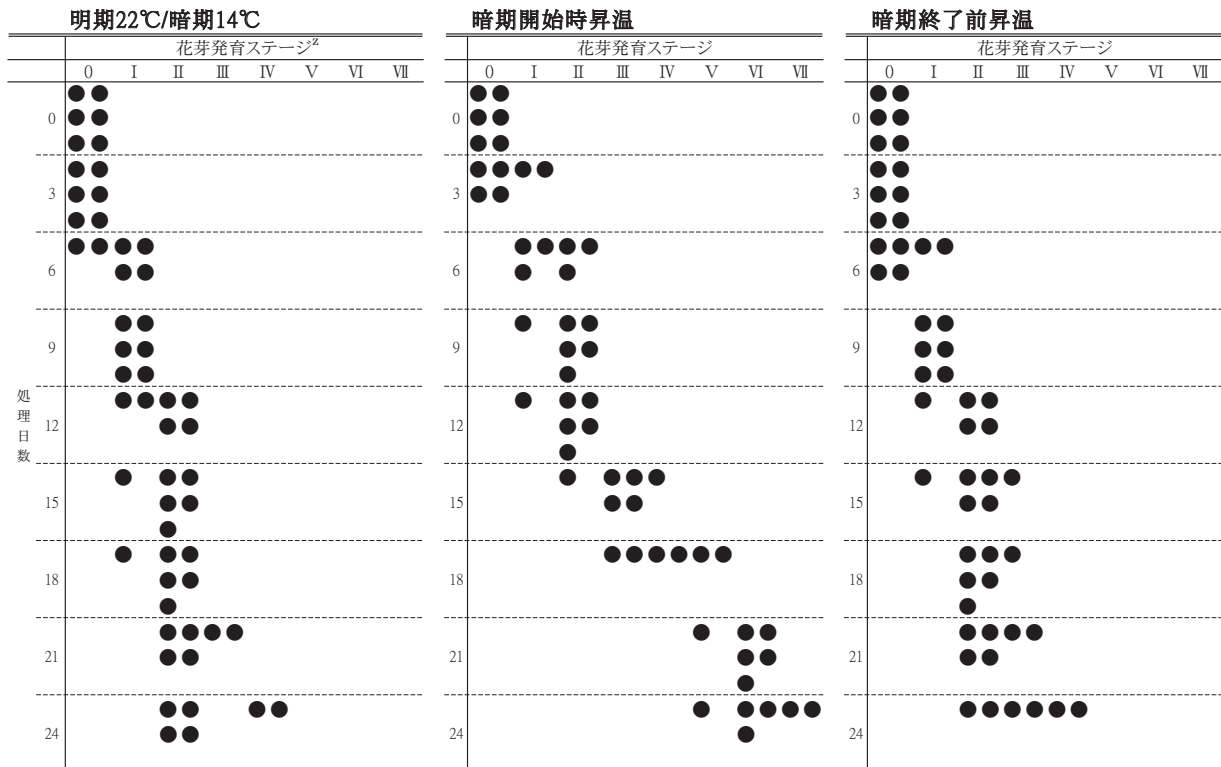 明期22℃/暗期14℃
花芽発育ステージz
0 Ⅰ Ⅱ Ⅲ Ⅳ Ⅴ Ⅵ Ⅶ
処理日数
0
3
6
9
12
15
18
21
24
暗期開始時昇温
花芽発育ステージ
0 Ⅰ Ⅱ Ⅲ Ⅳ Ⅴ Ⅵ Ⅶ
0
3
6
9
12
15
18
21
24
暗期終了前昇温
花芽発育ステージ
0 Ⅰ Ⅱ Ⅲ Ⅳ Ⅴ Ⅵ Ⅶ
0
3
6
9
12
15
18
21
24